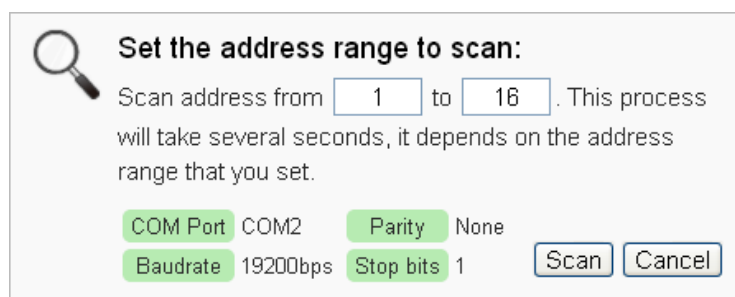 Set the address range to scan:
Scan address from 1 to 16 . This process
will take several seconds, it depends on the address
range that you set.
COM Port COM2 Parity None
Baudrate 19200bps Stop bits 1 Scan Cancel